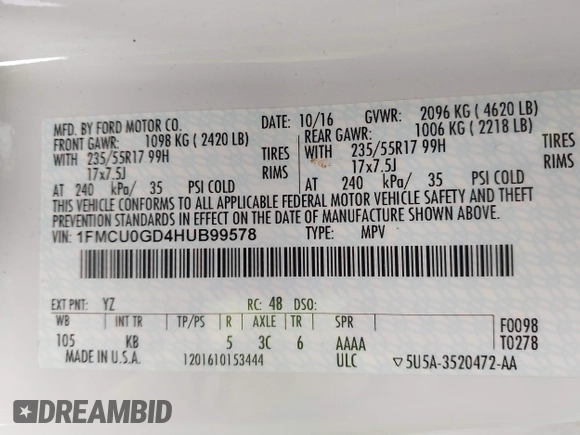 MFD. BY FORD MOTOR CO.
DATE: 10/16 GVWR: 2096 KG ( 4620 LB)
FRONT GAWR: 1098 KG ( 2420 LB) REAR GAWR: 1006 KG ( 2218 LB)
WITH 235/55R17 99H TIRES WITH 235/55R17 99H TIRES
17x7.5J RIMS 17x7.5J RIMS
AT 240 kPa/ 35 PSI COLD AT 240 kPa/ 35 PSI COLD
THIS VEHICLE CONFORMS TO ALL APPLICABLE FEDERAL MOTOR VEHICLE SAFETY AND THEFT
PREVENTION STANDARDS IN EFFECT ON THE DATE OF MANUFACTURE SHOWN ABOVE.
VIN: 1FMCU0GD4HUB99578 TYPE: MPV
EXT PNT: YZ RC: 48 DSO:
WB INT TR TP/PS R AXLE TR SPR F0098
105 KB 5 3C 6 AAAA T0278
MADE IN U.S.A. 1201610153444 ULC ▽5U5A-3520472-AA
DREAMBID